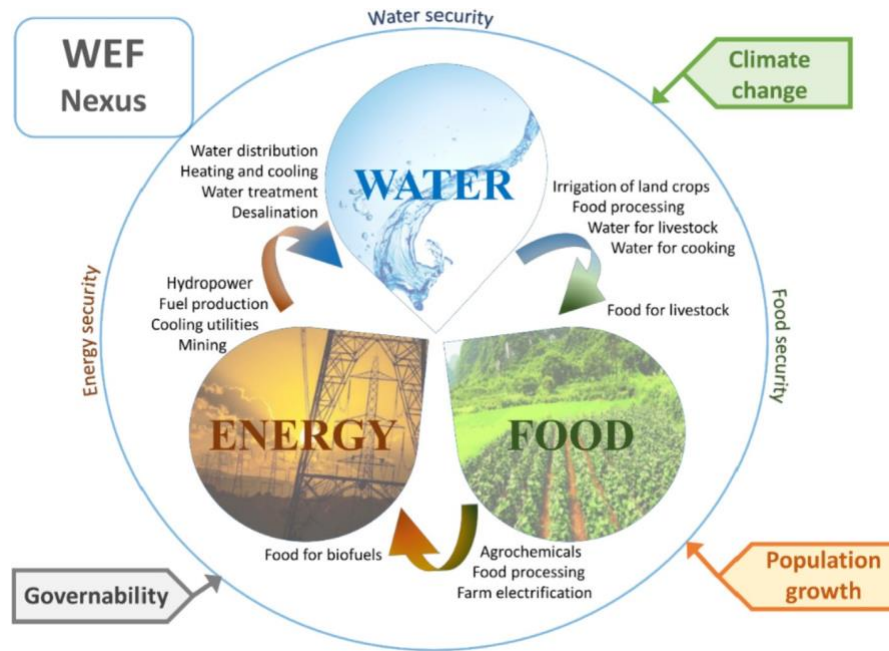 Water security
WEF
Nexus
Climate
change
Water distribution
Heating and cooling
Water treatment
Desalination
WATER
Irrigation of land crops
Food processing
Water for livestock
Water for cooking
Hydropower
Fuel production
Cooling utilities
Mining
Food for livestock
Energy security
Food security
ENERGY
FOOD
Food for biofuels
Agrochemicals
Food processing
Farm electrification
Governability
Population
growth